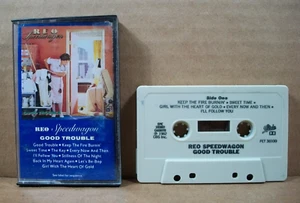 REO
Speedwagon
REO Speedwagon
GOOD TROUBLE
Good Trouble • Keep The Fire Burnin'
Sweet Time • The Key • Every Now And Then
I'll Follow You • Stillness Of The Night
Back In My Heart Again • Let's Be-Bop
Girl With The Heart Of Gold
Side One
KEEP THE FIRE BURNIN' • SWEET TIME •
GIRL WITH THE HEART OF GOLD • EVERY NOW AND THEN •
I'LL FOLLOW YOU
REO SPEEDWAGON
GOOD TROUBLE